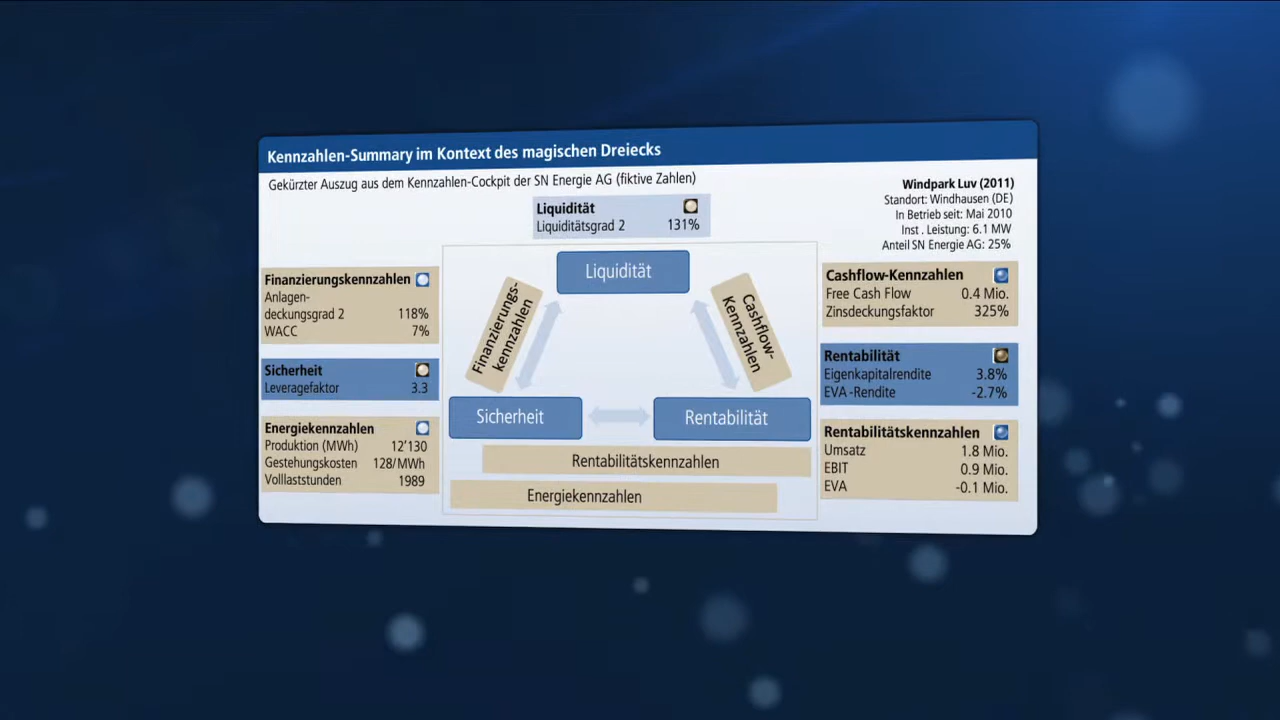 Kennzahlen-Summary im Kontext des magischen Dreiecks
Gekürzter Auszug aus dem Kennzahlen-Cockpit der SN Energie AG (fiktive Zahlen)
Windpark Luv (2011)
Standort: Windhausen (DE)
In Betrieb seit: Mai 2010
Inst . Leistung: 6.1 MW
Anteil SN Energie AG: 25%
Liquidität
Liquiditätsgrad 2 131%
Finanzierungskennzahlen
Anlagen-
deckungsgrad 2 118%
WACC 7%
Sicherheit
Leveragefaktor 3.3
Energiekennzahlen
Produktion (MWh) 12’130
Gestehungskosten 128/MWh
Volllaststunden 1989
Liquidität
Finanzierungs-
kennzahlen
Cashflow-
Kennzahlen
Sicherheit
Rentabilität
Rentabilitätskennzahlen
Energiekennzahlen
Cashflow-Kennzahlen
Free Cash Flow 0.4 Mio.
Zinsdeckungsfaktor 325%
Rentabilität
Eigenkapitalrendite 3.8%
EVA -Rendite -2.7%
Rentabilitätskennzahlen
Umsatz 1.8 Mio.
EBIT 0.9 Mio.
EVA -0.1 Mio.